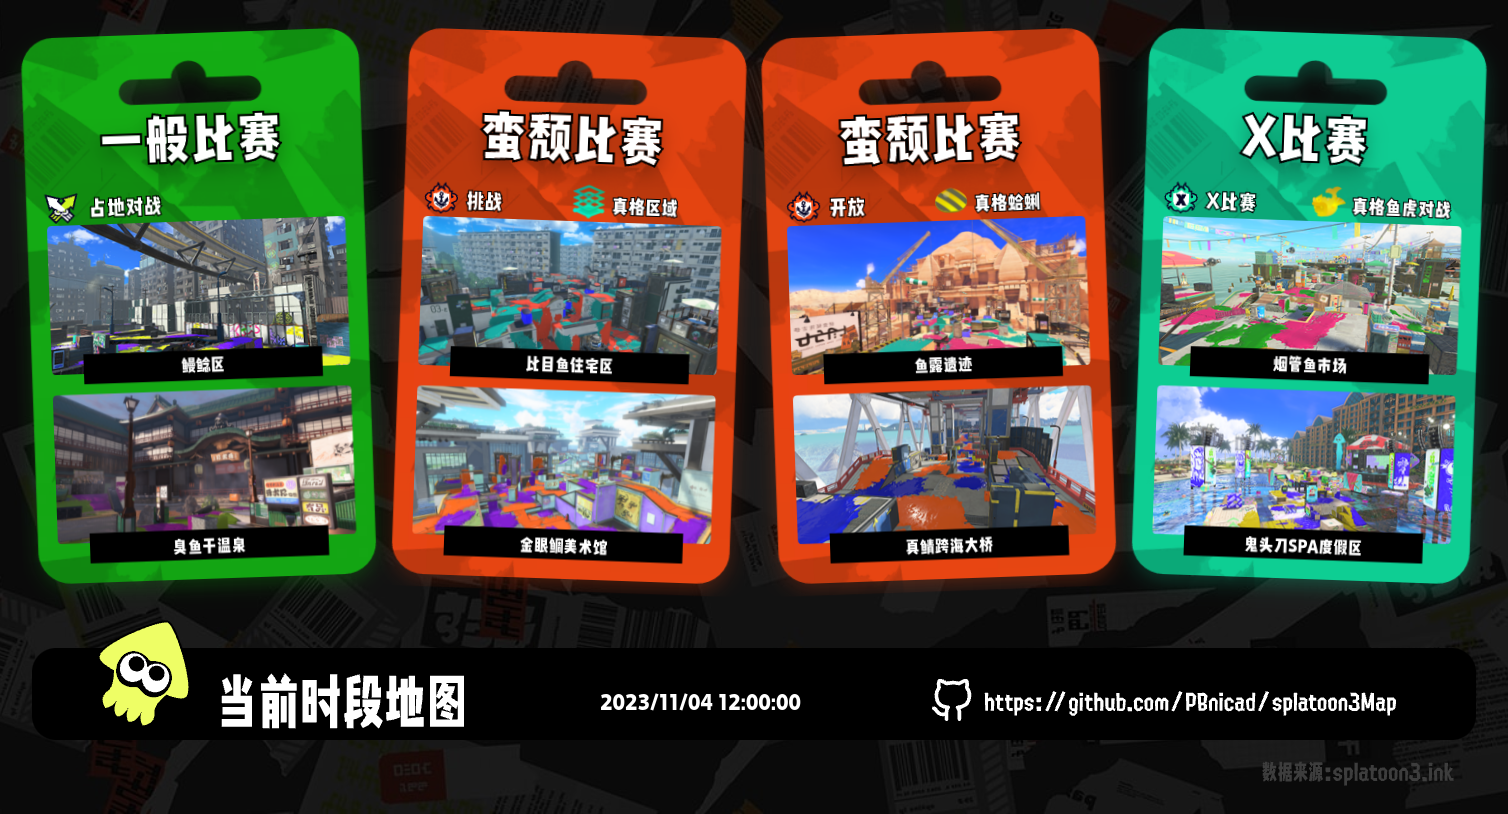 一般比赛
占地对战
鳗鲶区
臭鱼干温泉
蛮颓比赛
挑战
真格区域
比目鱼住宅区
金眼鲷美术馆
蛮颓比赛
开放
真格蛤蜊
鱼露遗迹
真鲭跨海大桥
X比赛
X比赛
真格鱼虎对战
烟管鱼市场
鬼头刀SPA度假区
当前时段地图
2023/11/04 12:00:00
https://github.com/PBnicad/splatoon3Map
数据来源:splatoon3.ink